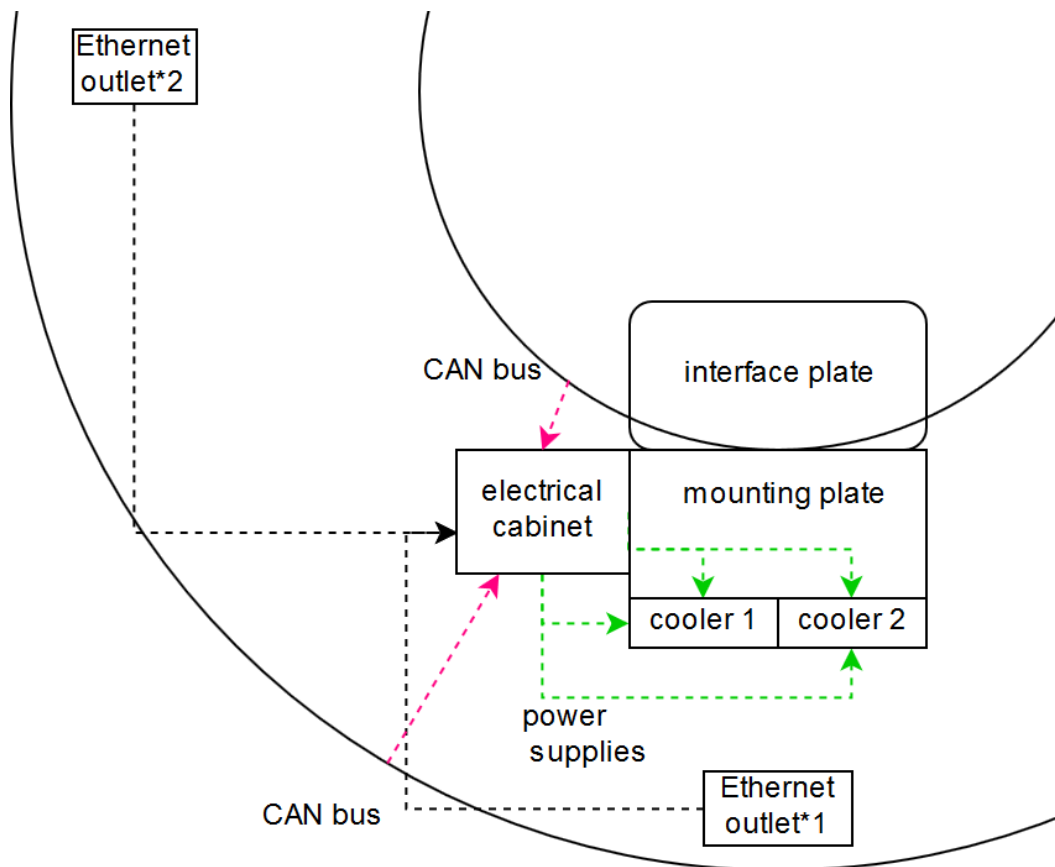 Ethernet
outlet*2
CAN bus
interface plate
electrical
cabinet
mounting plate
cooler 1
cooler 2
power
supplies
CAN bus
Ethernet
outlet*1